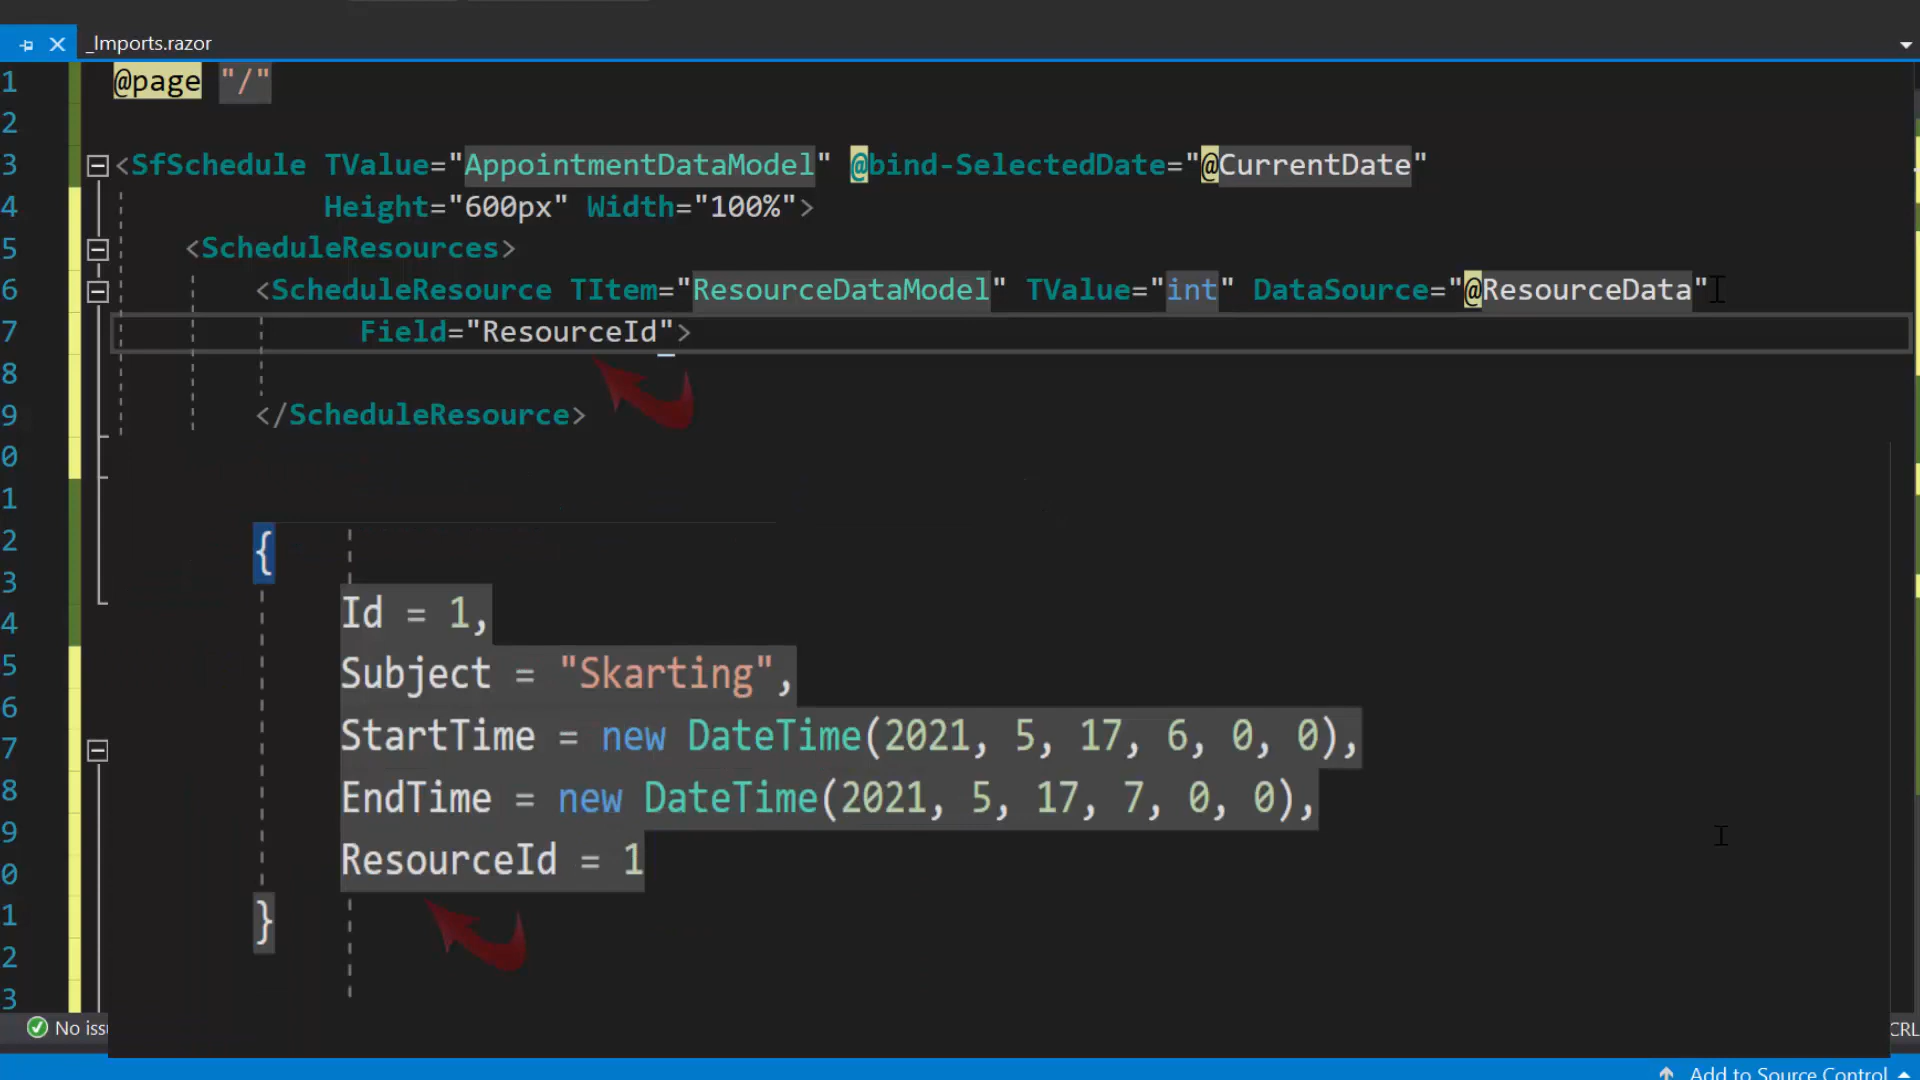 _Imports.razor
1 @page "/"
2
3 <SfSchedule TValue="AppointmentDataModel" @bind-SelectedDate="@CurrentDate"
4 Height="600px" Width="100%">
5 <ScheduleResources>
6 <ScheduleResource TItem="ResourceDataModel" TValue="int" DataSource="@ResourceData"
7 Field="ResourceId">
8
9 </ScheduleResource>
0
1
2 {
3 Id = 1,
4 Subject = "Skarting",
5 StartTime = new DateTime(2021, 5, 17, 6, 0, 0),
6 EndTime = new DateTime(2021, 5, 17, 7, 0, 0),
7 ResourceId = 1
8 }
9
0
1
2
3
No iss
CRL
Add to Source Control